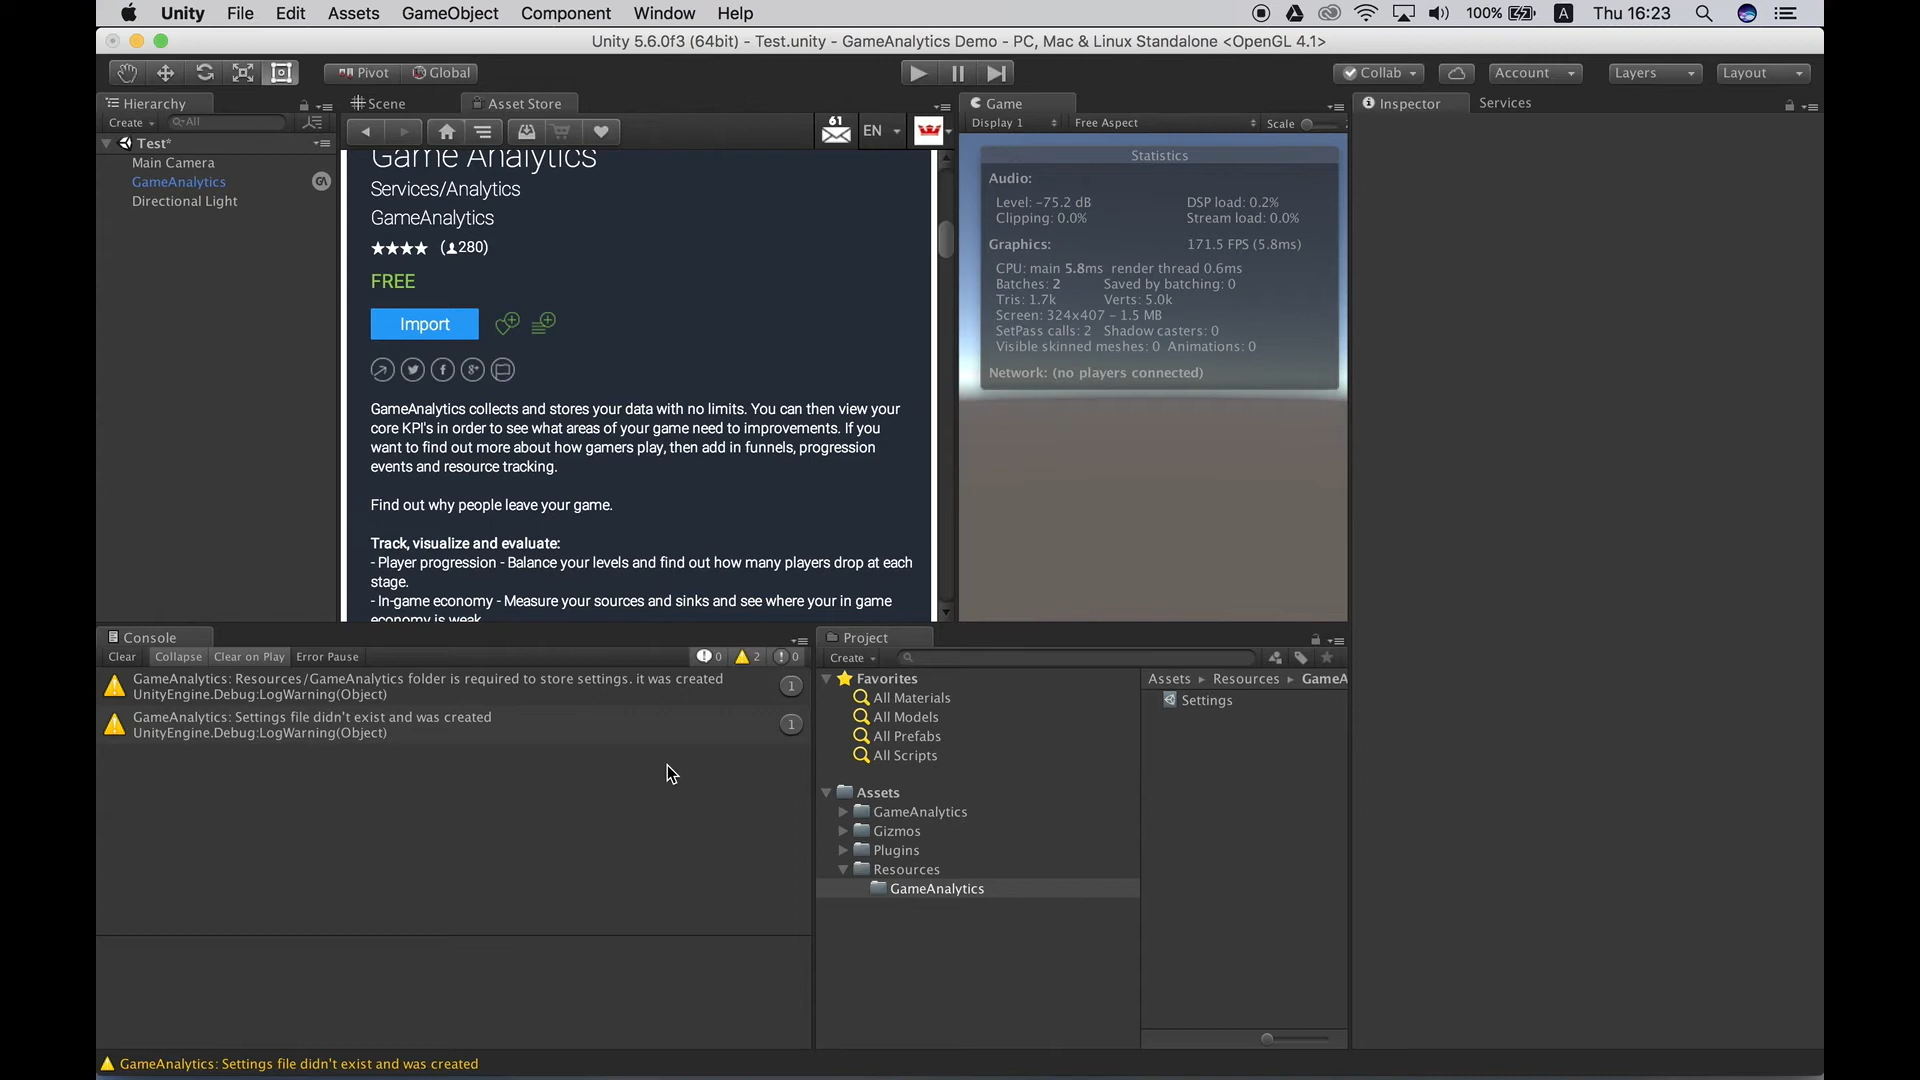 Unity File Edit Assets GameObject Component Window Help
100% A Thu 16:23
Unity 5.6.0f3 (64bit) - Test.unity - GameAnalytics Demo - PC, Mac & Linux Standalone <OpenGL 4.1>
Pivot Global
Collab Account Layers Layout
Hierarchy
Create All
Test*
Main Camera
GameAnalytics
Directional Light
Scene Asset Store
61 EN
Game Analytics
Services/Analytics
GameAnalytics
★★★★ (280)
FREE
Import
GameAnalytics collects and stores your data with no limits. You can then view your
core KPI's in order to see what areas of your game need to improvements. If you
want to find out more about how gamers play, then add in funnels, progression
events and resource tracking.
Find out why people leave your game.
Track, visualize and evaluate:
- Player progression - Balance your levels and find out how many players drop at each
stage.
- In-game economy - Measure your sources and sinks and see where your in game
economy is weak
Game
Display 1 Free Aspect Scale
Statistics
Audio:
Level: -75.2 dB DSP load: 0.2%
Clipping: 0.0% Stream load: 0.0%
Graphics: 171.5 FPS (5.8ms)
CPU: main 5.8ms render thread 0.6ms
Batches: 2 Saved by batching: 0
Tris: 1.7k Verts: 5.0k
Screen: 324x407 - 1.5 MB
SetPass calls: 2 Shadow casters: 0
Visible skinned meshes: 0 Animations: 0
Network: (no players connected)
Inspector Services
Console
Clear Collapse Clear on Play Error Pause 0 2 0
GameAnalytics: Resources/GameAnalytics folder is required to store settings. it was created
UnityEngine.Debug:LogWarning(Object)
1
GameAnalytics: Settings file didn't exist and was created
UnityEngine.Debug:LogWarning(Object)
1
Project
Create
Favorites
All Materials
All Models
All Prefabs
All Scripts
Assets
GameAnalytics
Gizmos
Plugins
Resources
GameAnalytics
Assets Resources GameA
Settings
GameAnalytics: Settings file didn't exist and was created